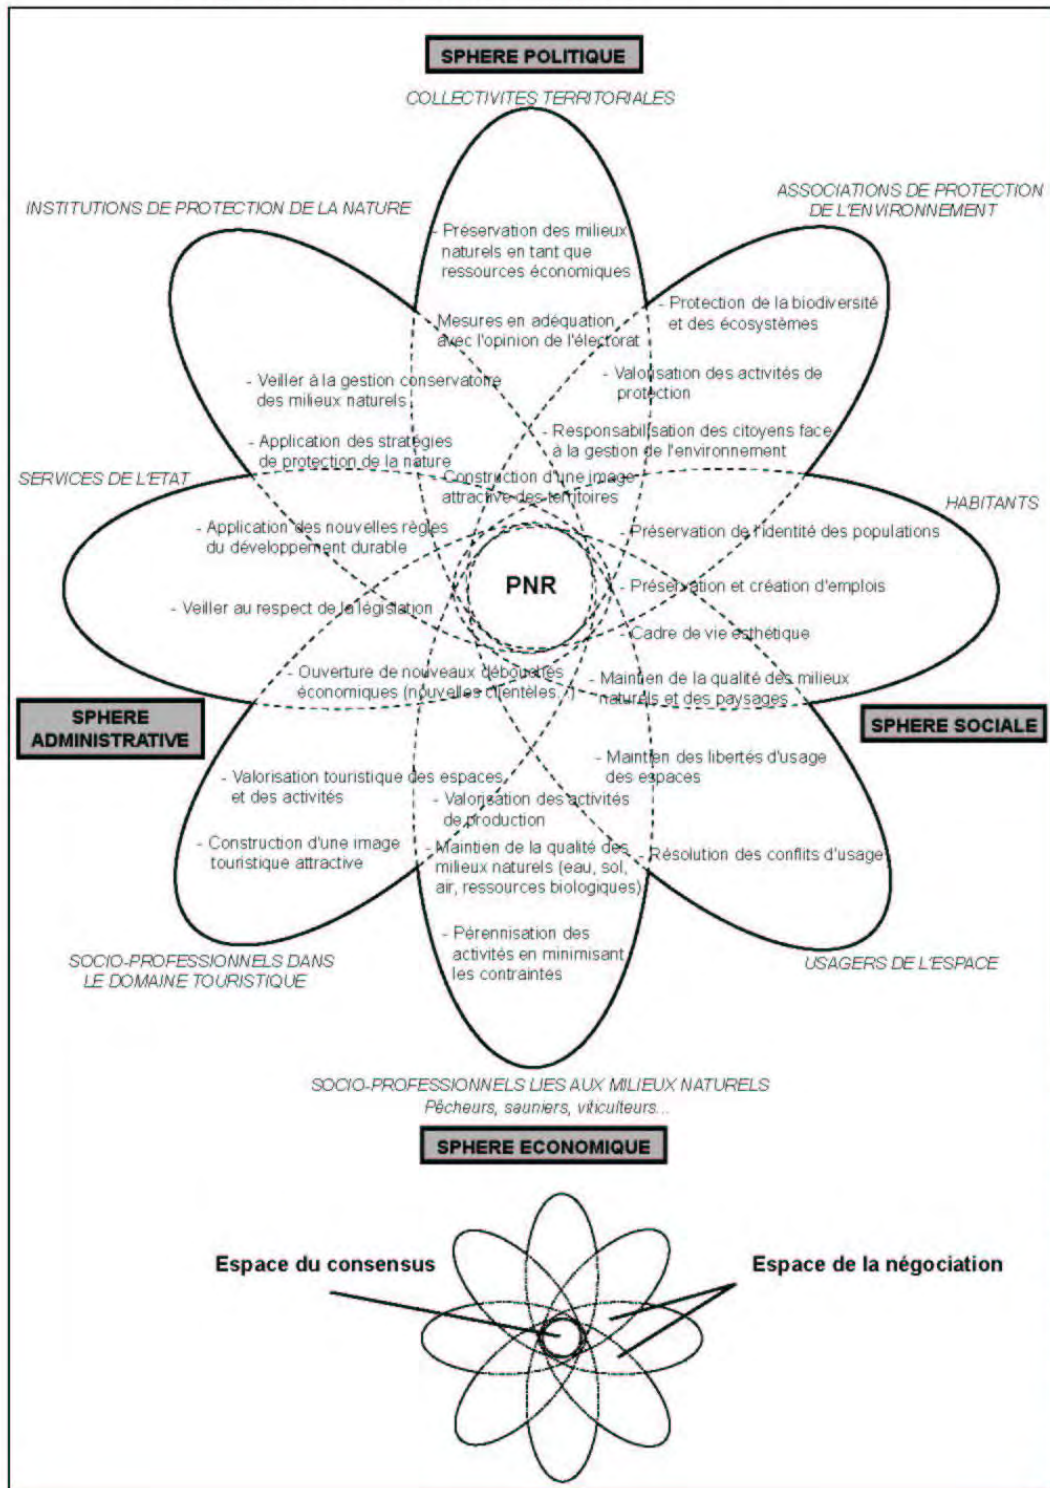 SPHERE POLITIQUE
COLLECTIVITES TERRITORIALES
INSTITUTIONS DE PROTECTION DE LA NATURE
ASSOCIATIONS DE PROTECTION
DE L'ENVIRONNEMENT
- Préservation des milieux
naturels en tant que
ressources économiques
- Protection de la biodiversité
et des écosystèmes
Mesures en adéquation
avec l'opinion de l'électorat
- Veiller à la gestion conservatoire
des milieux naturels
- Valorisation des activités de
protection
- Application des stratégies
de protection de la nature
- Responsabilisation des citoyens face
à la gestion de l'environnement
SERVICES DE L'ETAT
Construction d'une image
attractive des territoires
HABITANTS
- Application des nouvelles règles
du développement durable
- Préservation de l'identité des populations
PNR
- Préservation et création d'emplois
- Veiller au respect de la législation
- Cadre de vie esthétique
- Ouverture de nouveaux débouchés
économiques (nouvelles clientèles...)
- Maintien de la qualité des milieux
naturels et des paysages
SPHERE
ADMINISTRATIVE
SPHERE SOCIALE
- Maintien des libertés d'usage
des espaces
- Valorisation touristique des espaces
et des activités
- Valorisation des activités
de production
- Construction d'une image
touristique attractive
- Maintien de la qualité des
milieux naturels (eau, sol,
air, ressources biologiques)
- Résolution des conflits d'usage
- Pérennisation des
activités en minimisant
les contraintes
SOCIO-PROFESSIONNELS DANS
LE DOMAINE TOURISTIQUE
USAGERS DE L'ESPACE
SOCIO-PROFESSIONNELS LIES AUX MILIEUX NATURELS
Pêcheurs, sauniers, viticulteurs...
SPHERE ECONOMIQUE
Espace du consensus
Espace de la négociation